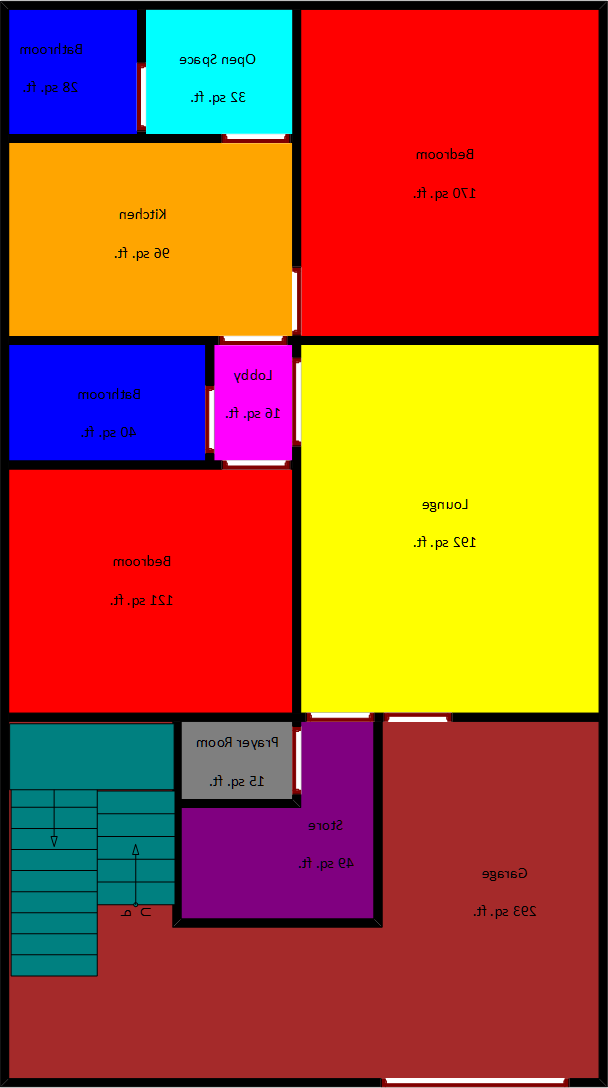 Bathroom
28 sq. ft.
Open Space
32 sq. ft.
Bedroom
170 sq. ft.
Kitchen
96 sq. ft.
Bathroom
40 sq. ft.
Lobby
16 sq. ft.
Lounge
192 sq. ft.
Bedroom
121 sq. ft.
Prayer Room
15 sq. ft.
Store
49 sq. ft.
Garage
293 sq. ft.
Up